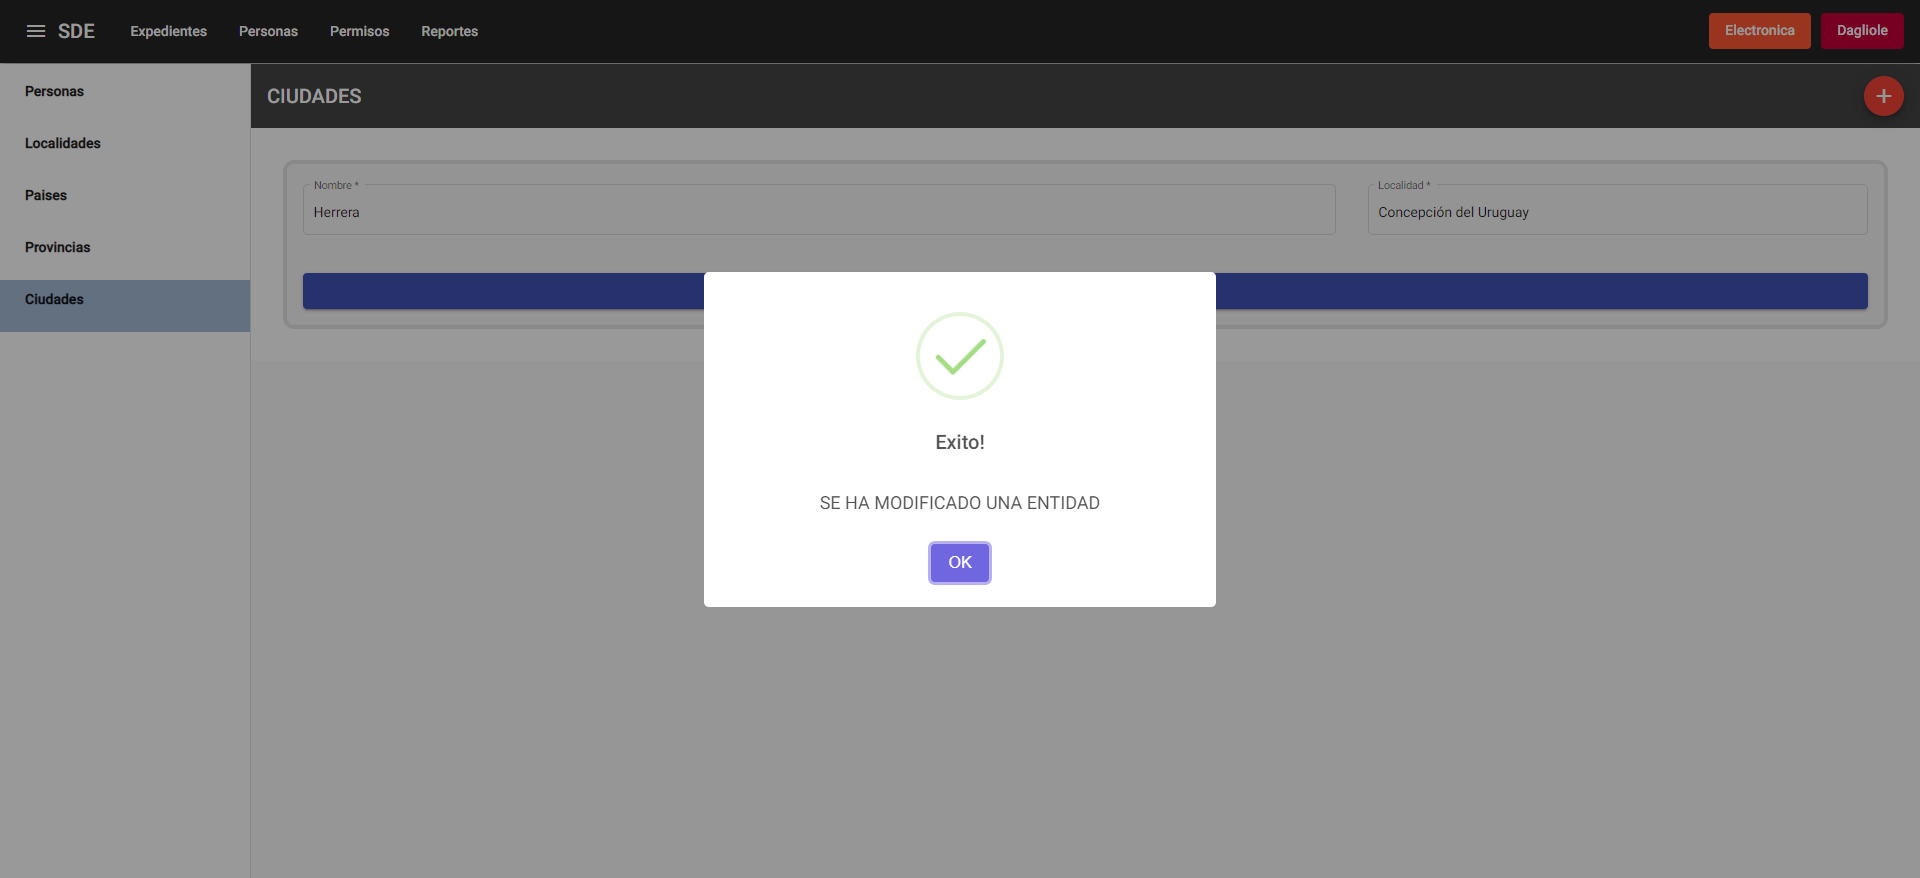 SDE Expedientes Personas Permisos Reportes Electronica Dagliole
Personas
Localidades
Paises
Provincias
Ciudades
CIUDADES
Nombre *
Herrera
Localidad *
Concepción del Uruguay
Exito!
SE HA MODIFICADO UNA ENTIDAD
OK